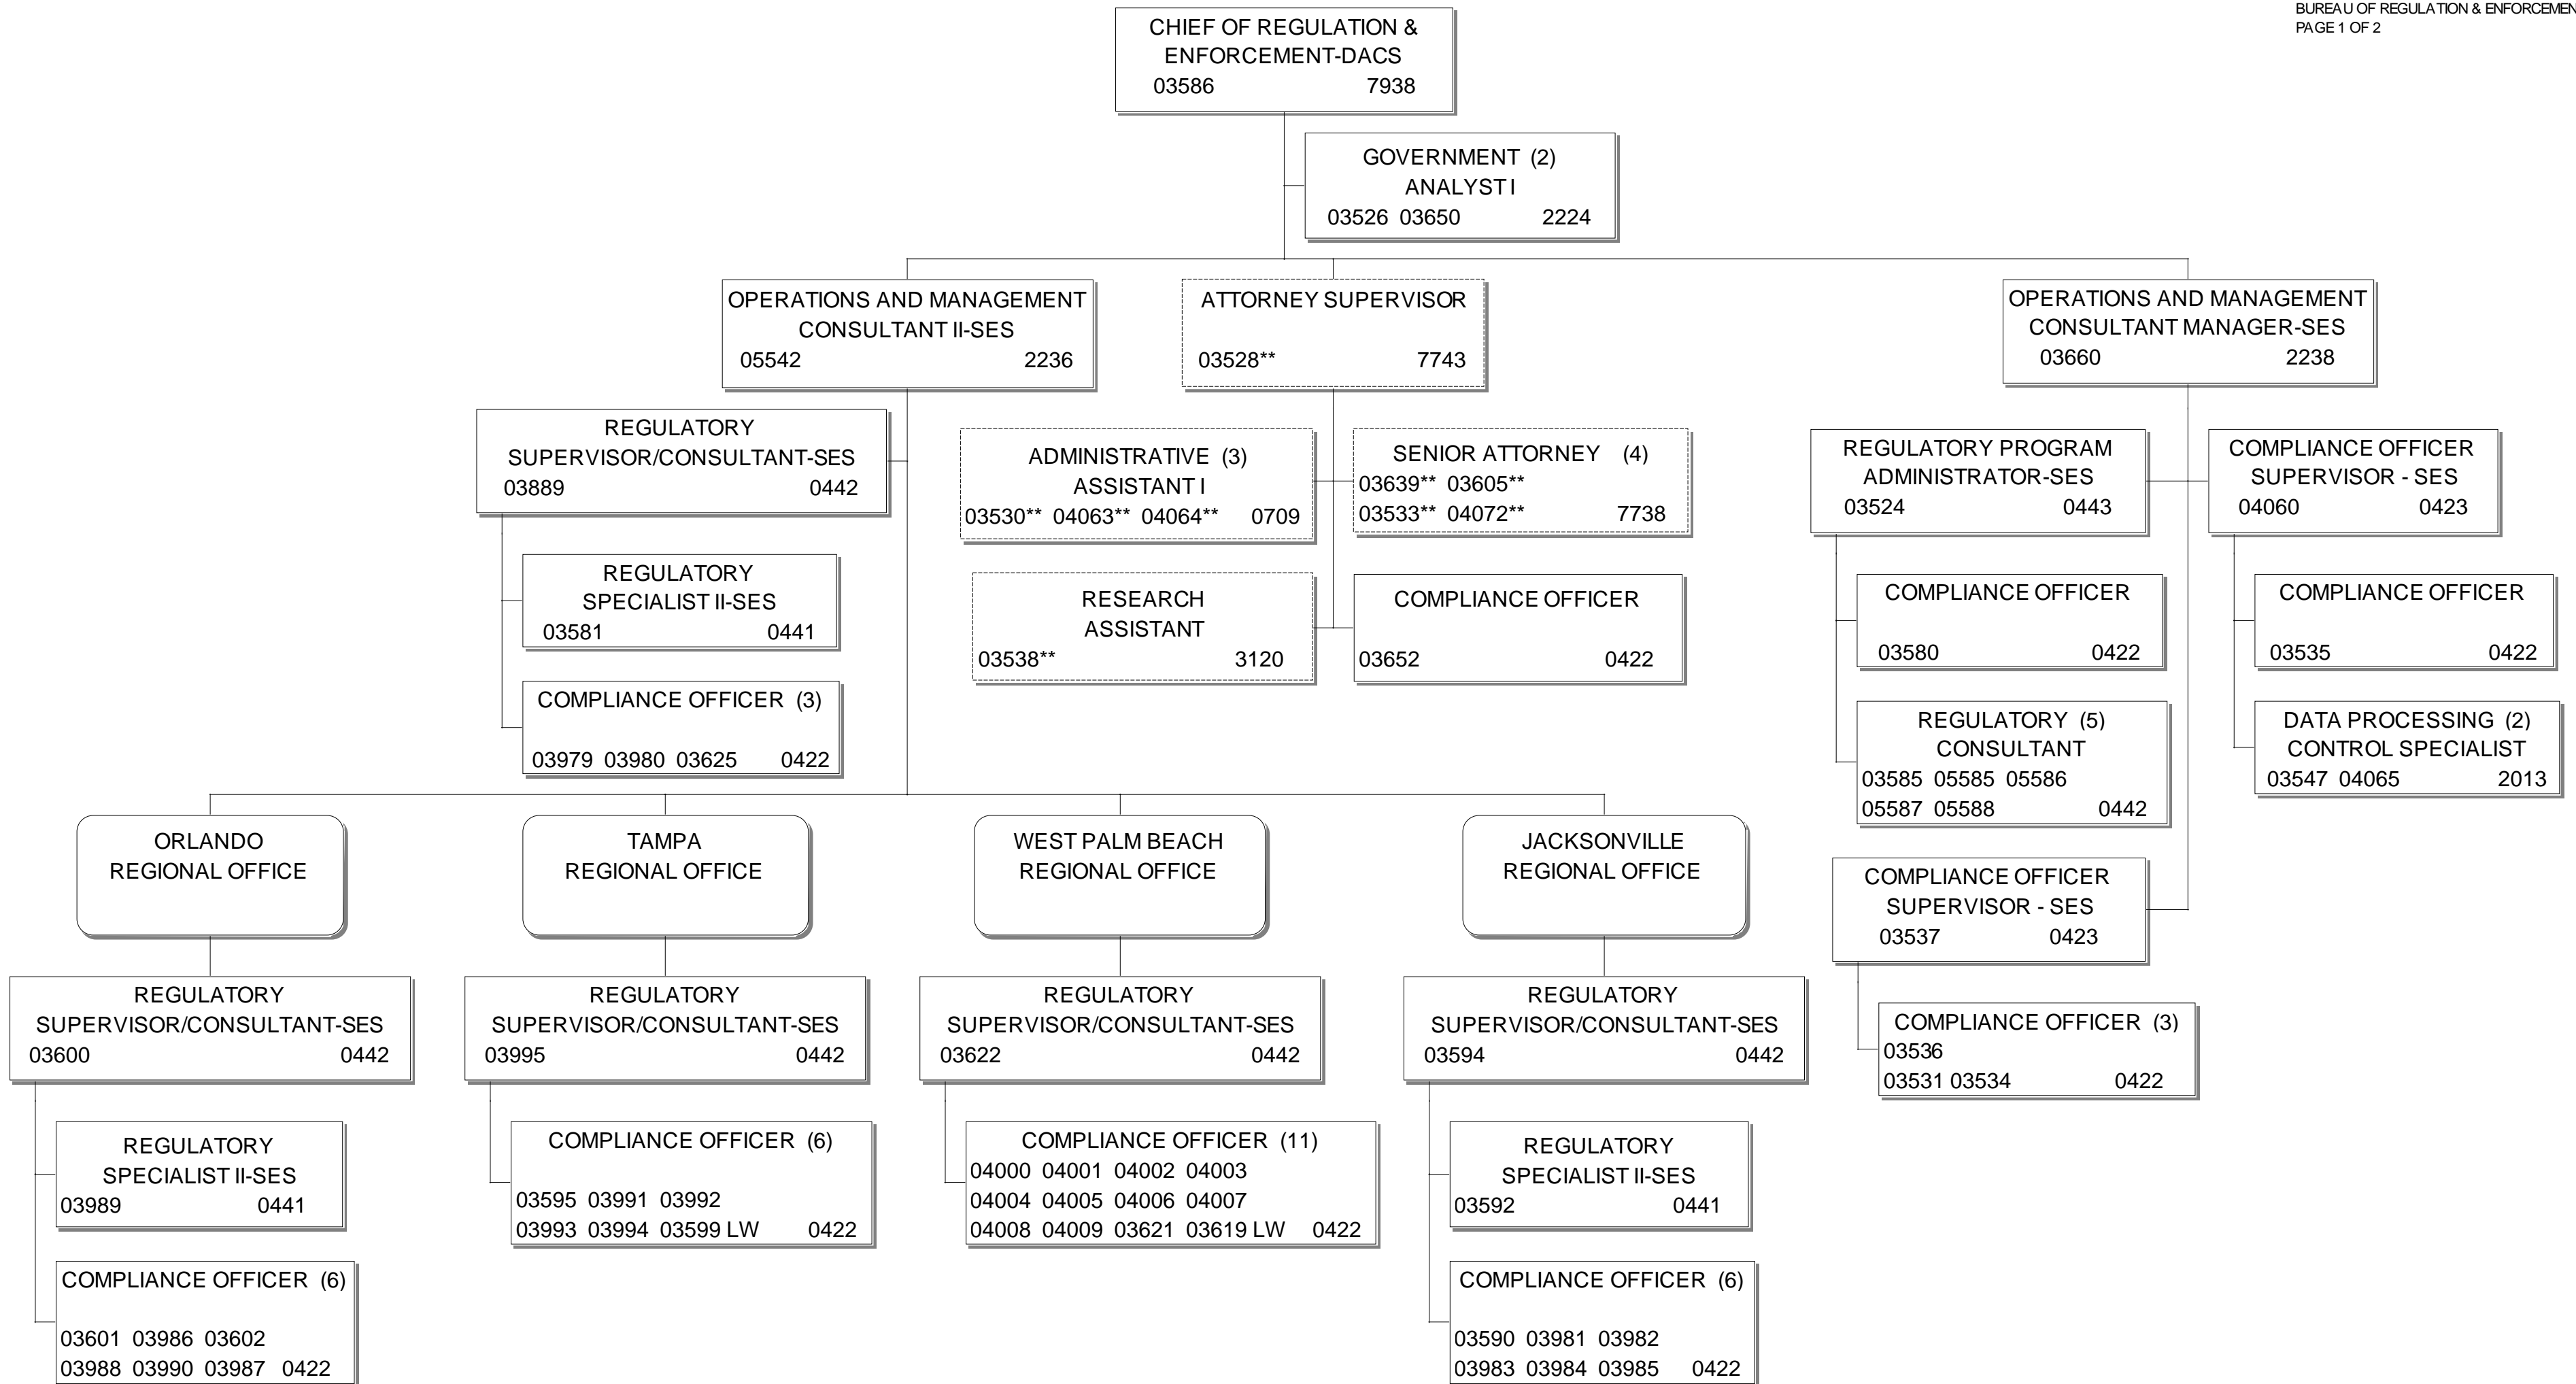 BUREAU OF REGULATION & ENFORCEMEN
PAGE 1 OF 2
CHIEF OF REGULATION &
ENFORCEMENT-DACS
03586 7938
GOVERNMENT (2)
ANALYST I
03526 03650 2224
OPERATIONS AND MANAGEMENT
CONSULTANT II-SES
05542 2236
ATTORNEY SUPERVISOR
03528** 7743
OPERATIONS AND MANAGEMENT
CONSULTANT MANAGER-SES
03660 2238
REGULATORY
SUPERVISOR/CONSULTANT-SES
03889 0442
REGULATORY
SPECIALIST II-SES
03581 0441
COMPLIANCE OFFICER (3)
03979 03980 03625 0422
ADMINISTRATIVE (3)
ASSISTANT I
03530** 04063** 04064** 0709
SENIOR ATTORNEY (4)
03639** 03605**
03533** 04072** 7738
RESEARCH
ASSISTANT
03538** 3120
COMPLIANCE OFFICER
03652 0422
REGULATORY PROGRAM
ADMINISTRATOR-SES
03524 0443
COMPLIANCE OFFICER
03580 0422
REGULATORY (5)
CONSULTANT
03585 05585 05586
05587 05588 0442
COMPLIANCE OFFICER
SUPERVISOR - SES
04060 0423
COMPLIANCE OFFICER
03535 0422
DATA PROCESSING (2)
CONTROL SPECIALIST
03547 04065 2013
COMPLIANCE OFFICER
SUPERVISOR - SES
03537 0423
COMPLIANCE OFFICER (3)
03536
03531 03534 0422
ORLANDO
REGIONAL OFFICE
REGULATORY
SUPERVISOR/CONSULTANT-SES
03600 0442
REGULATORY
SPECIALIST II-SES
03989 0441
COMPLIANCE OFFICER (6)
03601 03986 03602
03988 03990 03987 0422
TAMPA
REGIONAL OFFICE
REGULATORY
SUPERVISOR/CONSULTANT-SES
03995 0442
COMPLIANCE OFFICER (6)
03595 03991 03992
03993 03994 03599 LW 0422
WEST PALM BEACH
REGIONAL OFFICE
REGULATORY
SUPERVISOR/CONSULTANT-SES
03622 0442
COMPLIANCE OFFICER (11)
04000 04001 04002 04003
04004 04005 04006 04007
04008 04009 03621 03619 LW 0422
JACKSONVILLE
REGIONAL OFFICE
REGULATORY
SUPERVISOR/CONSULTANT-SES
03594 0442
REGULATORY
SPECIALIST II-SES
03592 0441
COMPLIANCE OFFICER (6)
03590 03981 03982
03983 03984 03985 0422